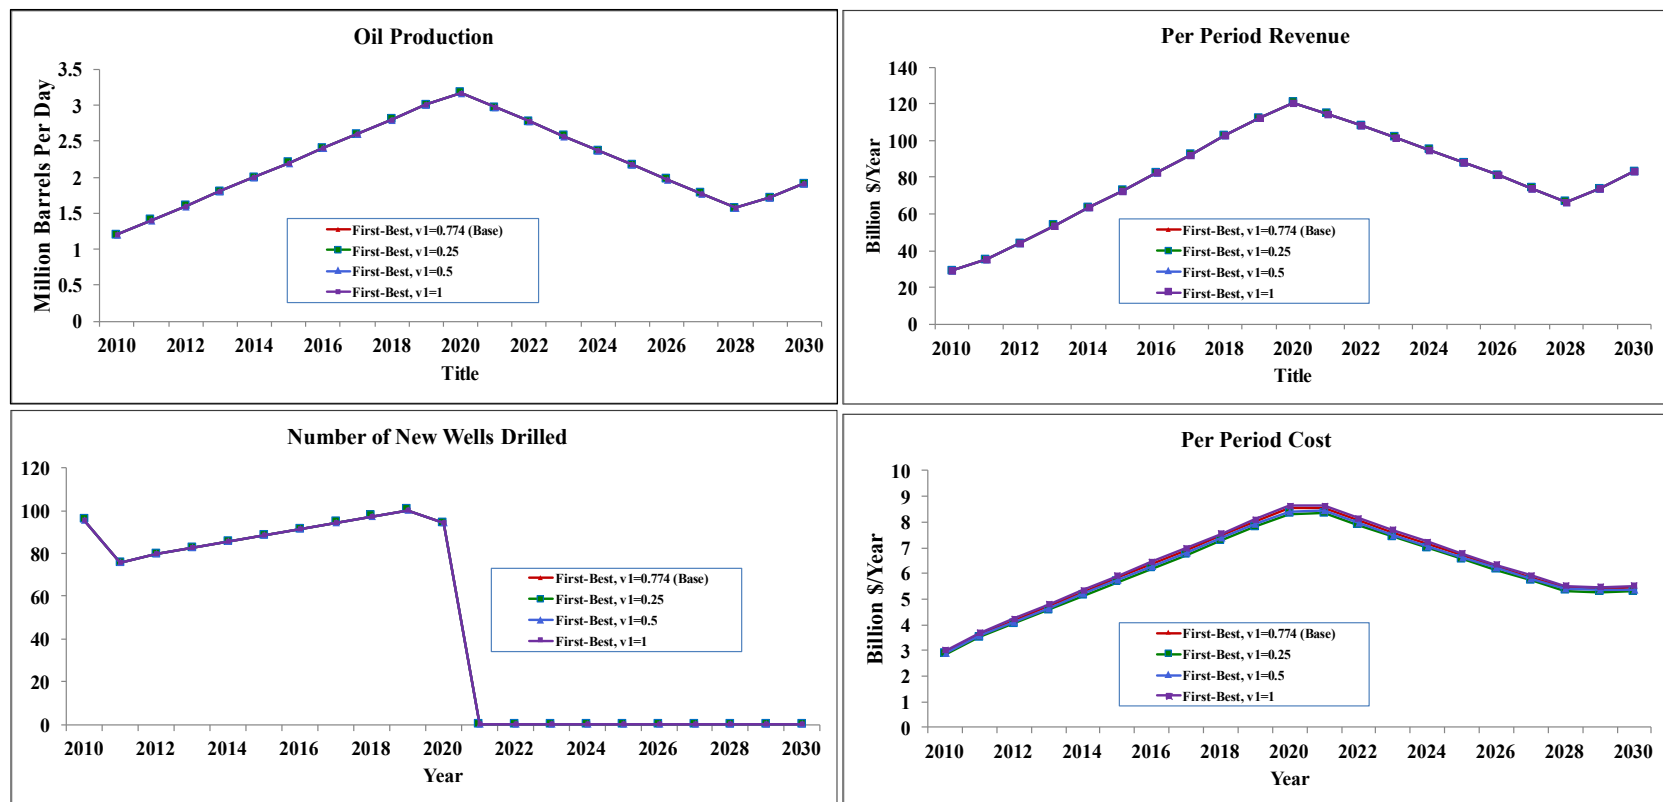 Oil Production
Million Barrels Per Day
3.5
3
2.5
2
1.5
1
0.5
0
2010 2012 2014 2016 2018 2020 2022 2024 2026 2028 2030
Title
First-Best, v1=0.774 (Base)
First-Best, v1=0.25
First-Best, v1=0.5
First-Best, v1=1
Per Period Revenue
Billion $/Year
140
120
100
80
60
40
20
0
2010 2012 2014 2016 2018 2020 2022 2024 2026 2028 2030
Title
First-Best, v1=0.774 (Base)
First-Best, v1=0.25
First-Best, v1=0.5
First-Best, v1=1
Number of New Wells Drilled
120
100
80
60
40
20
0
2010 2012 2014 2016 2018 2020 2022 2024 2026 2028 2030
Year
First-Best, v1=0.774 (Base)
First-Best, v1=0.25
First-Best, v1=0.5
First-Best, v1=1
Per Period Cost
Billion $/Year
10
9
8
7
6
5
4
3
2
1
0
2010 2012 2014 2016 2018 2020 2022 2024 2026 2028 2030
Year
First-Best, v1=0.774 (Base)
First-Best, v1=0.25
First-Best, v1=0.5
First-Best, v1=1